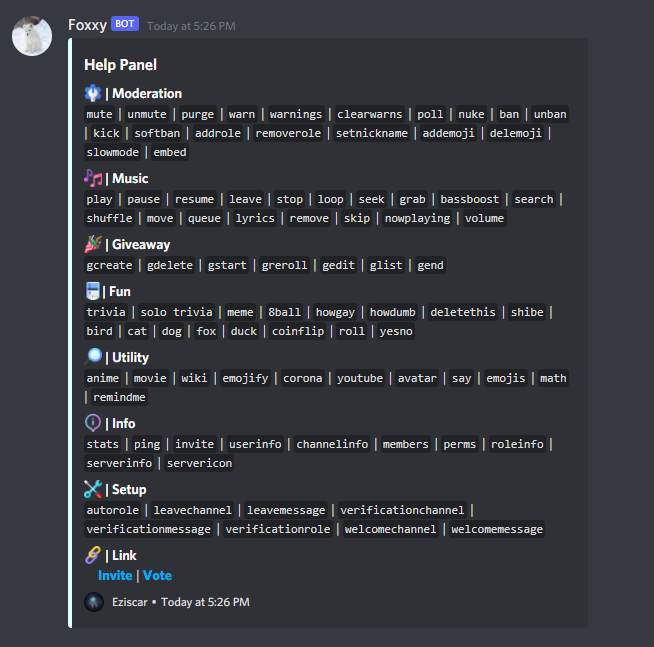 Foxxy BOT Today at 5:26 PM
Help Panel
| Moderation
mute | unmute | purge | warn | warnings | clearwarns | poll | nuke | ban | unban
| kick | softban | addrole | removerole | setnickname | addemoji | delemoji |
slowmode | embed
| Music
play | pause | resume | leave | stop | loop | seek | grab | bassboost | search |
shuffle | move | queue | lyrics | remove | skip | nowplaying | volume
| Giveaway
gcreate | gdelete | gstart | greroll | gedit | glist | gend
| Fun
trivia | solo trivia | meme | 8ball | howgay | howdumb | deletethis | shibe |
bird | cat | dog | fox | duck | coinflip | roll | yesno
| Utility
anime | movie | wiki | emojify | corona | youtube | avatar | say | emojis | math
| remindme
| Info
stats | ping | invite | userinfo | channelinfo | members | perms | roleinfo |
serverinfo | servericon
| Setup
autorole | leavechannel | leavemessage | verificationchannel |
verificationmessage | verificationrole | welcomechannel | welcomemessage
| Link
Invite | Vote
Eziscar • Today at 5:26 PM